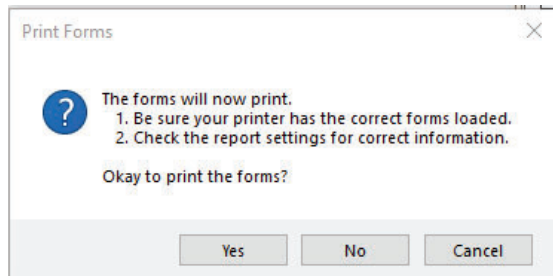 Print Forms
The forms will now print.
1. Be sure your printer has the correct forms loaded.
2. Check the report settings for correct information.
Okay to print the forms?
Yes No Cancel